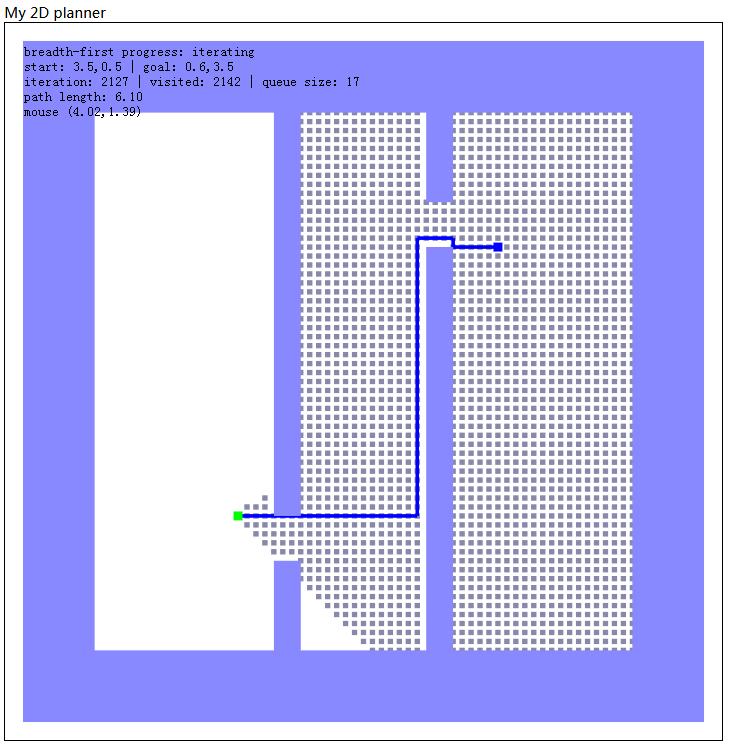 My 2D planner
breadth-first progress: iterating
start: 3.5,0.5 | goal: 0.6,3.5
iteration: 2127 | visited: 2142 | queue size: 17
path length: 6.10
mouse (4.02,1.39)